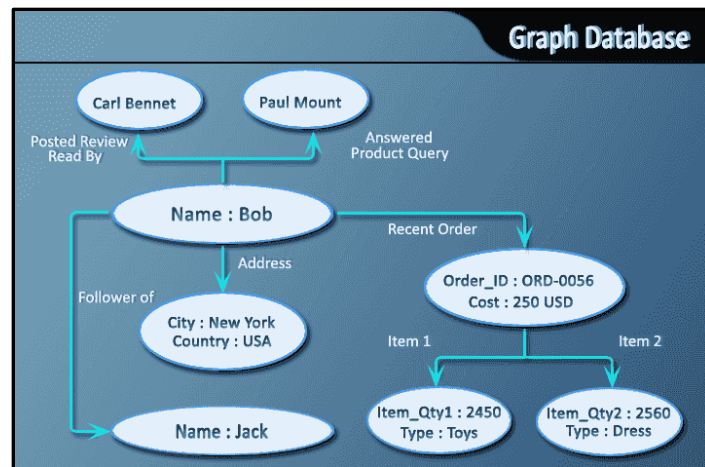 Graph Database
Carl Bennet
Paul Mount
Posted Review
Read By
Answered
Product Query
Name : Bob
Recent Order
Address
Follower of
Order_ID : ORD-0056
Cost : 250 USD
City : New York
Country : USA
Item 1
Item 2
Item_Qty1 : 2450
Type : Toys
Item_Qty2 : 2560
Type : Dress
Name : Jack